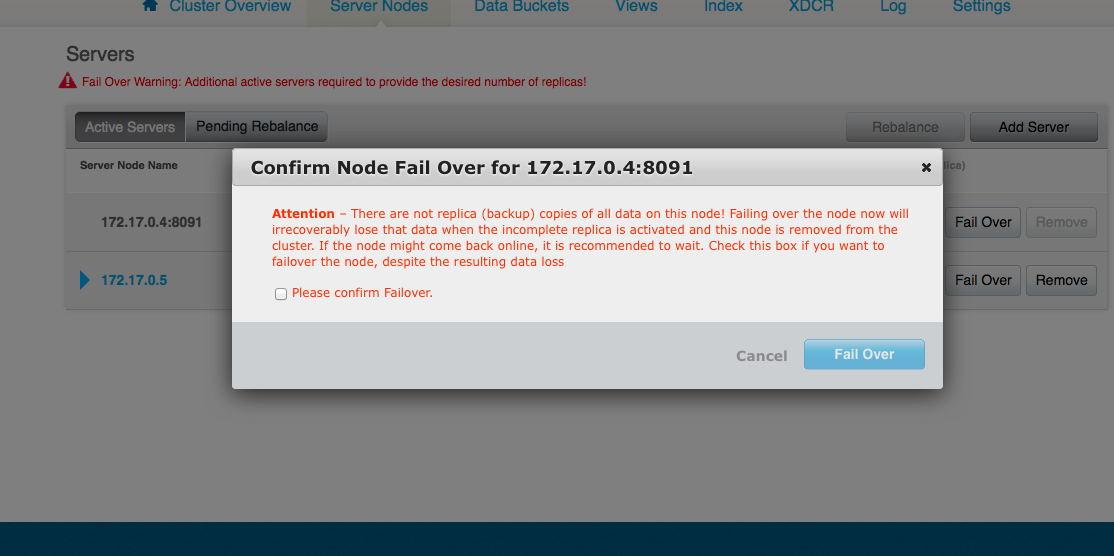 Cluster Overview Server Nodes Data Buckets Views Index XDCR Log Settings
Servers
Fail Over Warning: Additional active servers required to provide the desired number of replicas!
Active Servers Pending Rebalance Rebalance Add Server
Server Node Name
Confirm Node Fail Over for 172.17.0.4:8091
Attention – There are not replica (backup) copies of all data on this node! Failing over the node now will
irrecoverably lose that data when the incomplete replica is activated and this node is removed from the
cluster. If the node might come back online, it is recommended to wait. Check this box if you want to
failover the node, despite the resulting data loss
Please confirm Failover.
Cancel Fail Over
172.17.0.4:8091 Fail Over Remove
172.17.0.5 Fail Over Remove